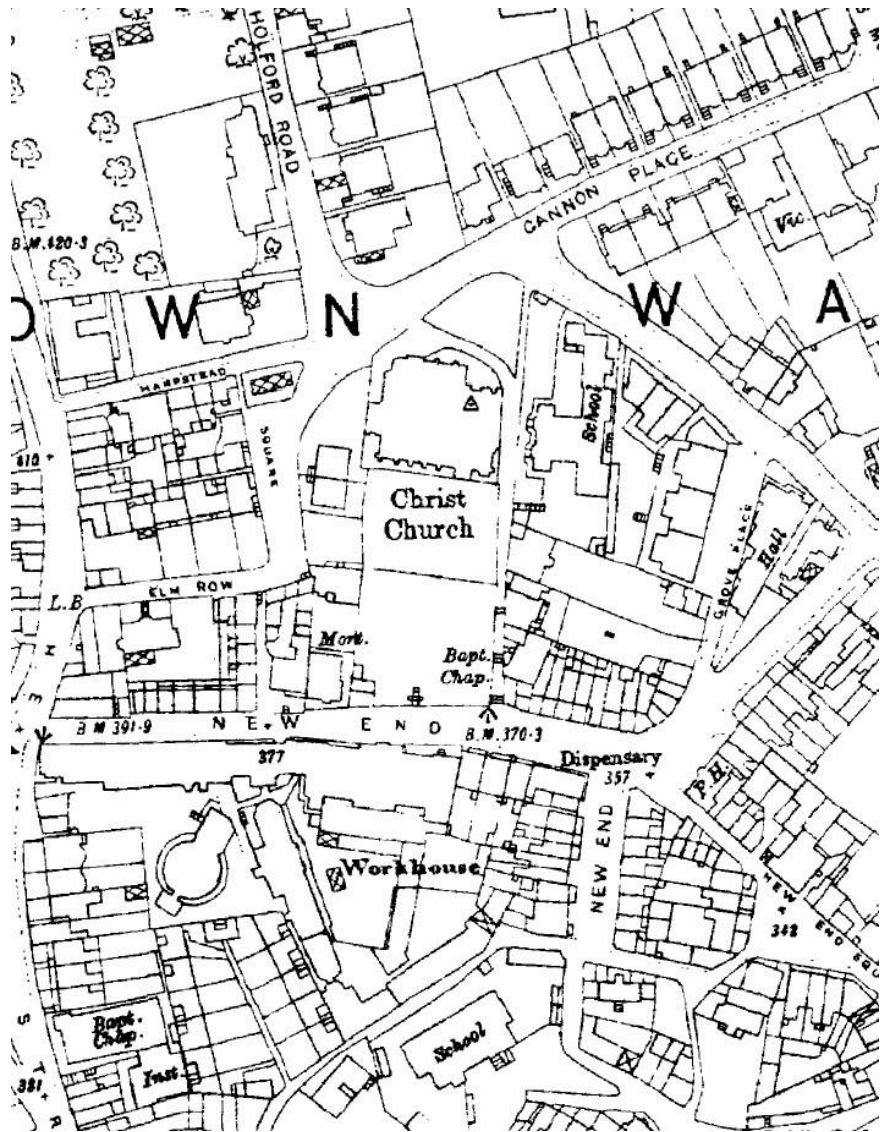 HOLFORD ROAD
CANNON PLACE
Vic.
B.M.420·3
O W N W A
HAMPSTEAD
SQUARE
School
410
Christ
Church
GROVE PLACE
Hall
ELM ROW
L.B
Mort.
Bapt.
Chap.
H E
NEW END
B.M.391·9
B.M.370·3
377
Dispensary
357
P.H.
NEW END
Workhouse
NEW END SQU
342
S T R
Bapt.
Chap.
School
Inst.
381